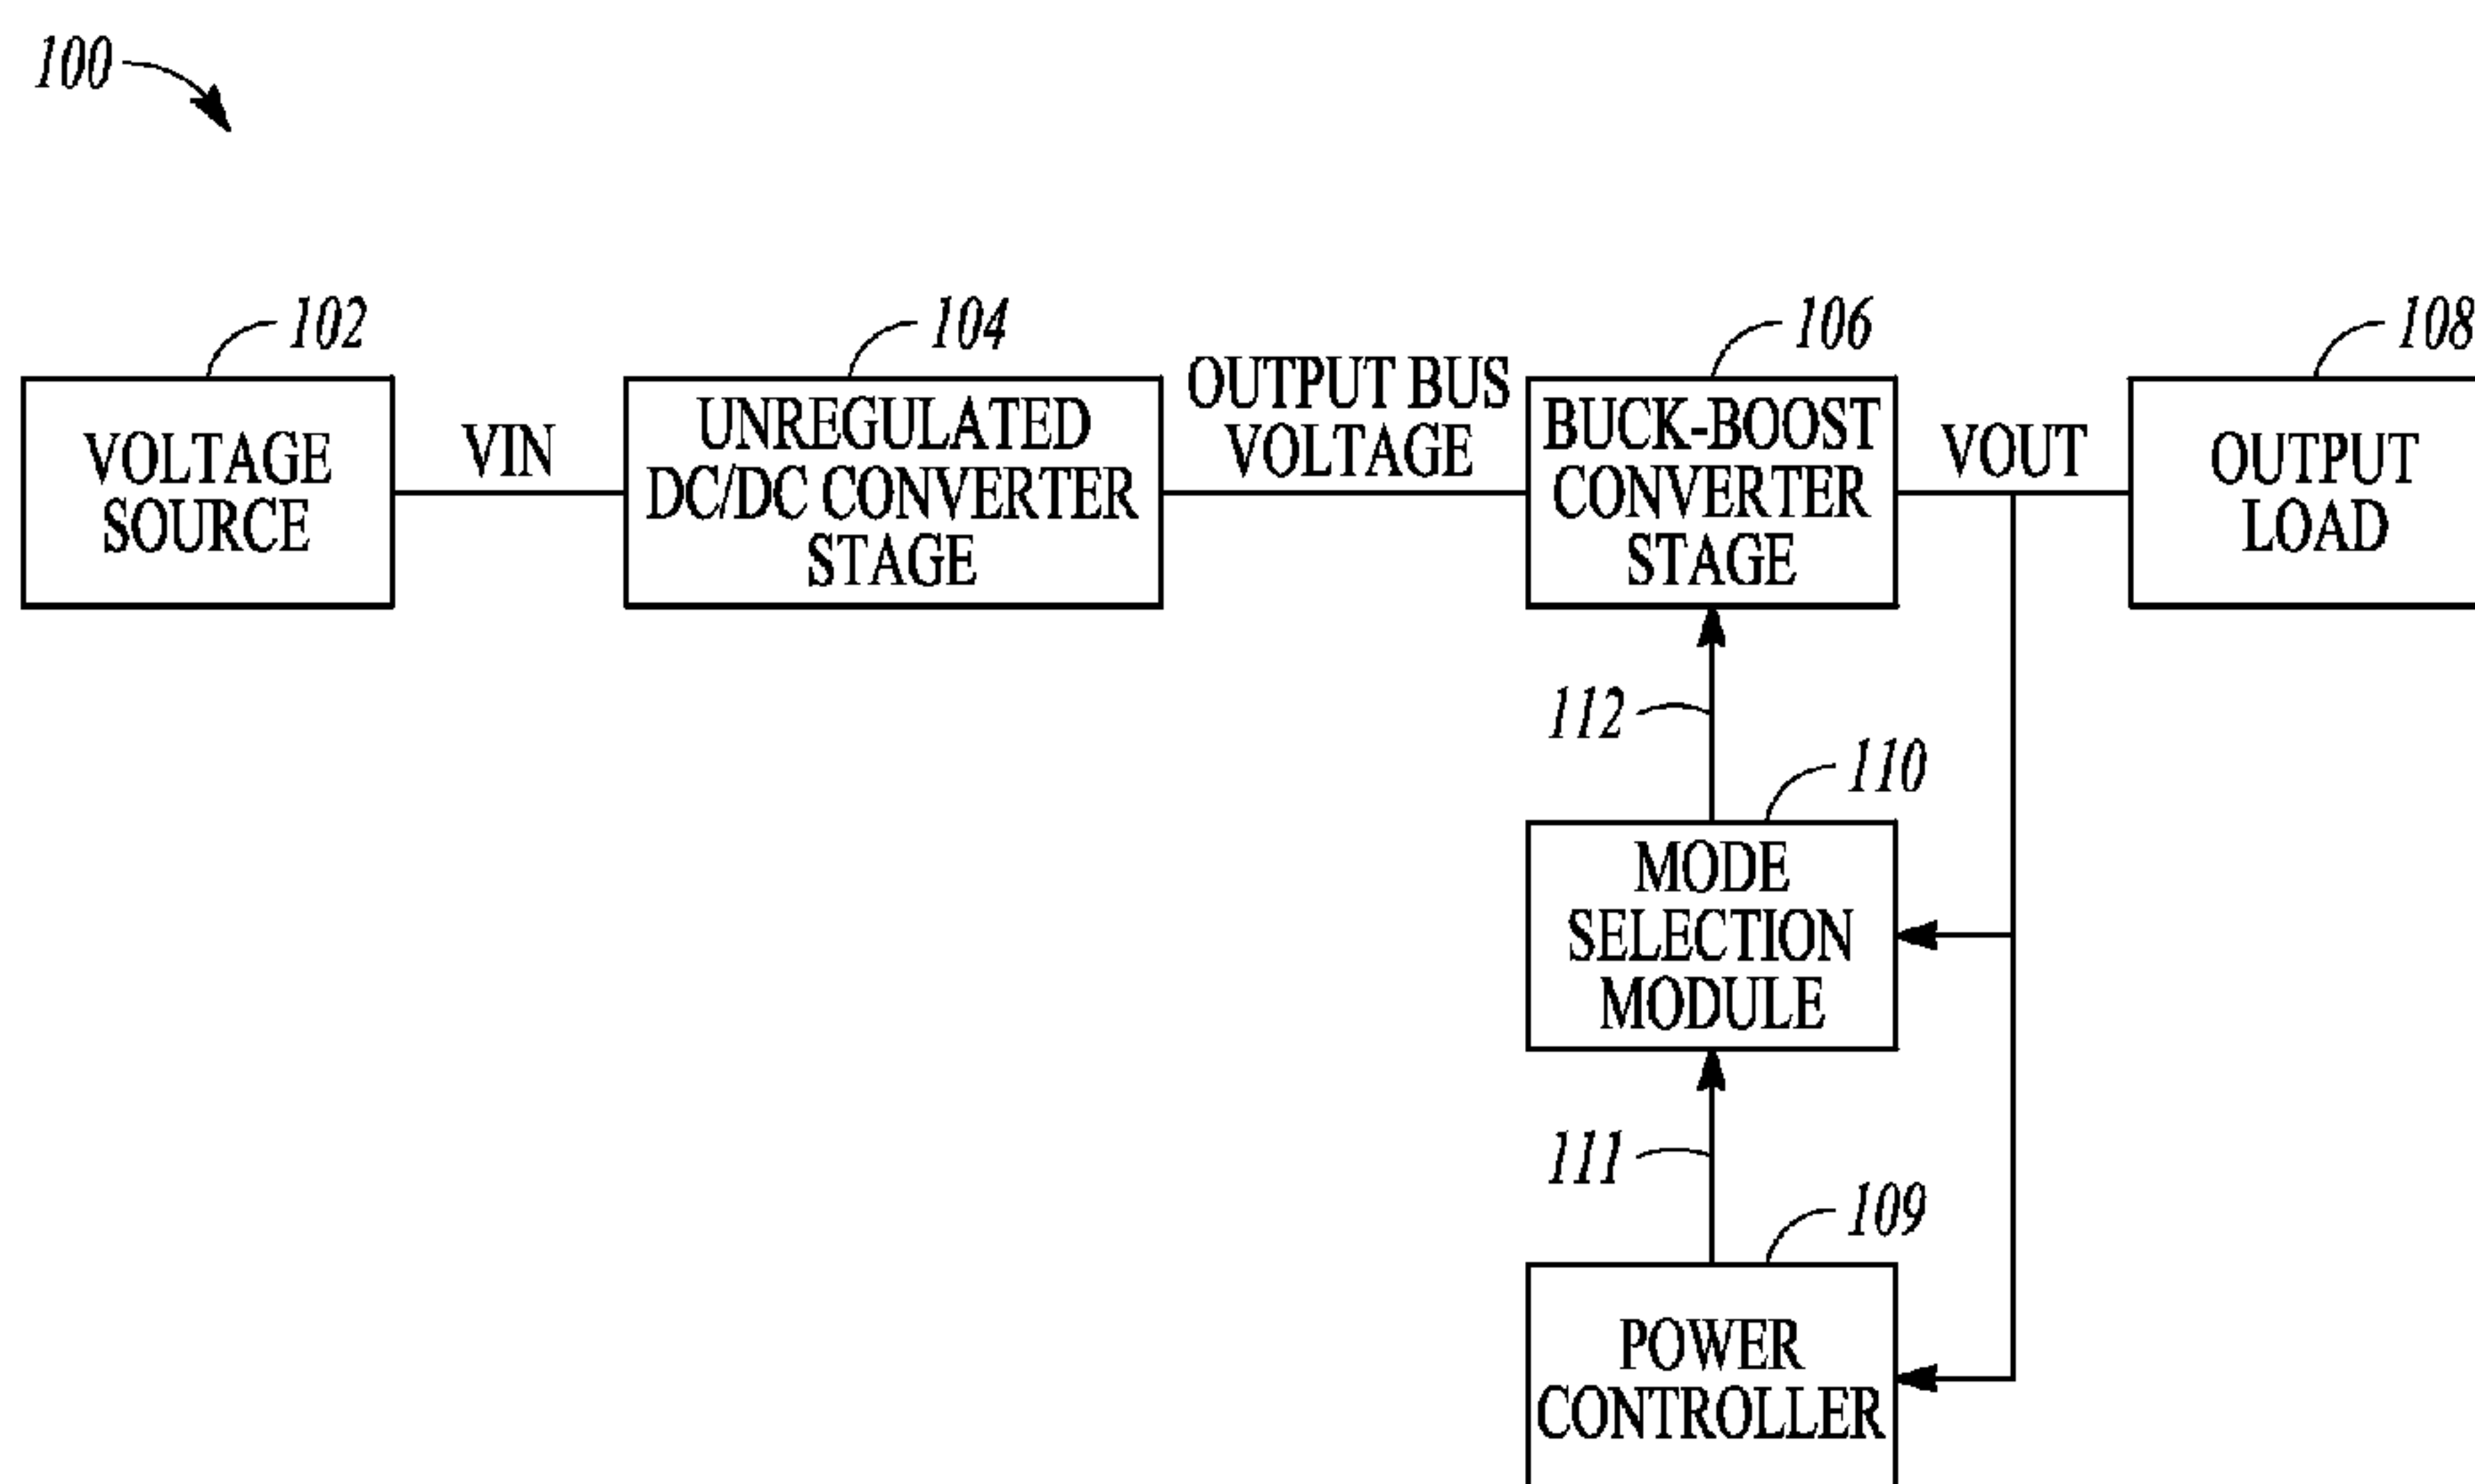 100
102
104
106
108
VOLTAGE
SOURCE
VIN
UNREGULATED
DC/DC CONVERTER
STAGE
OUTPUT BUS
VOLTAGE
BUCK-BOOST
CONVERTER
STAGE
VOUT
OUTPUT
LOAD
112
110
MODE
SELECTION
MODULE
111
109
POWER
CONTROLLER